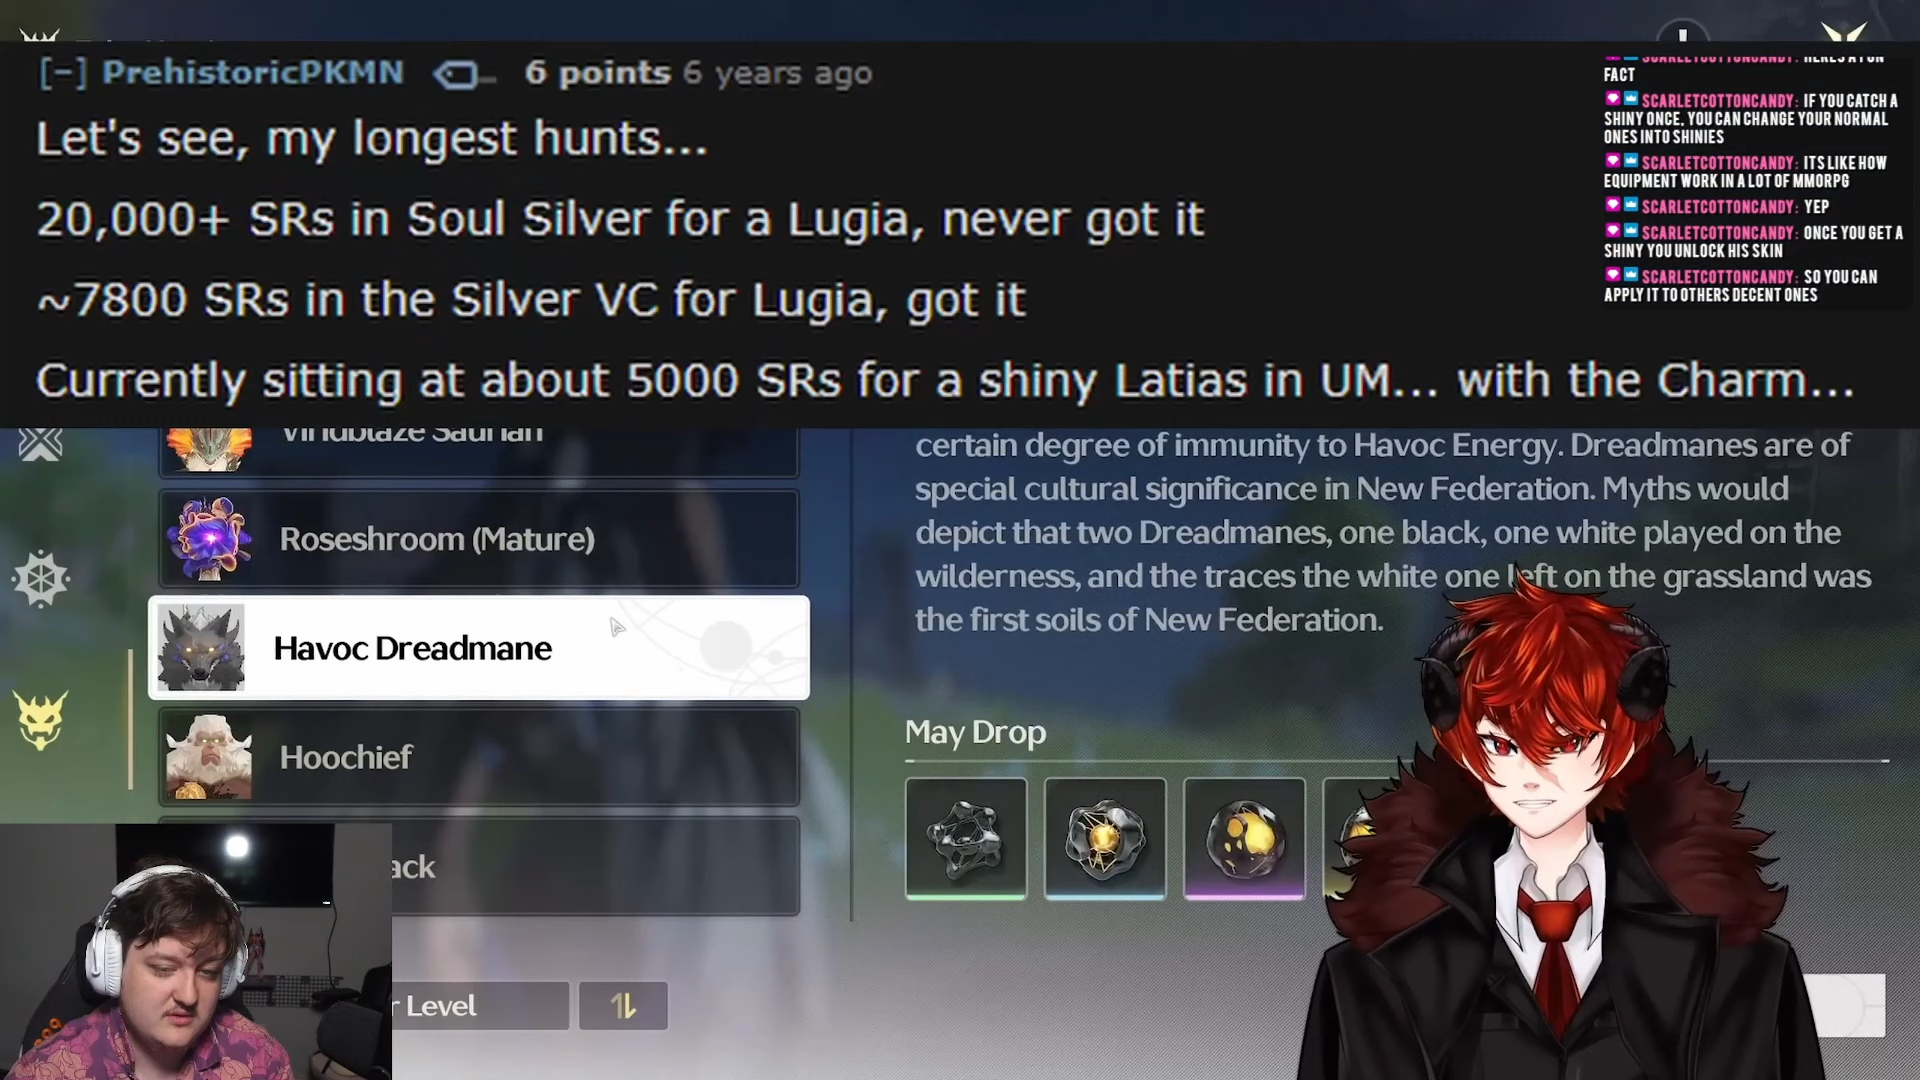 [-] PrehistoricPKMN 6 points 6 years ago
Let's see, my longest hunts...
20,000+ SRs in Soul Silver for a Lugia, never got it
~7800 SRs in the Silver VC for Lugia, got it
Currently sitting at about 5000 SRs for a shiny Latias in UM... with the Charm...
SCARLETCOTTONCANDY: HERES A FUN
FACT
SCARLETCOTTONCANDY: IF YOU CATCH A
SHINY ONCE, YOU CAN CHANGE YOUR NORMAL
ONES INTO SHINIES
SCARLETCOTTONCANDY: ITS LIKE HOW
EQUIPMENT WORK IN A LOT OF MMORPG
SCARLETCOTTONCANDY: YEP
SCARLETCOTTONCANDY: ONCE YOU GET A
SHINY YOU UNLOCK HIS SKIN
SCARLETCOTTONCANDY: SO YOU CAN
APPLY IT TO OTHERS DECENT ONES
Viridblaze Saurian
Roseshroom (Mature)
Havoc Dreadmane
Hoochief
ack
r Level
certain degree of immunity to Havoc Energy. Dreadmanes are of
special cultural significance in New Federation. Myths would
depict that two Dreadmanes, one black, one white played on the
wilderness, and the traces the white one left on the grassland was
the first soils of New Federation.
May Drop